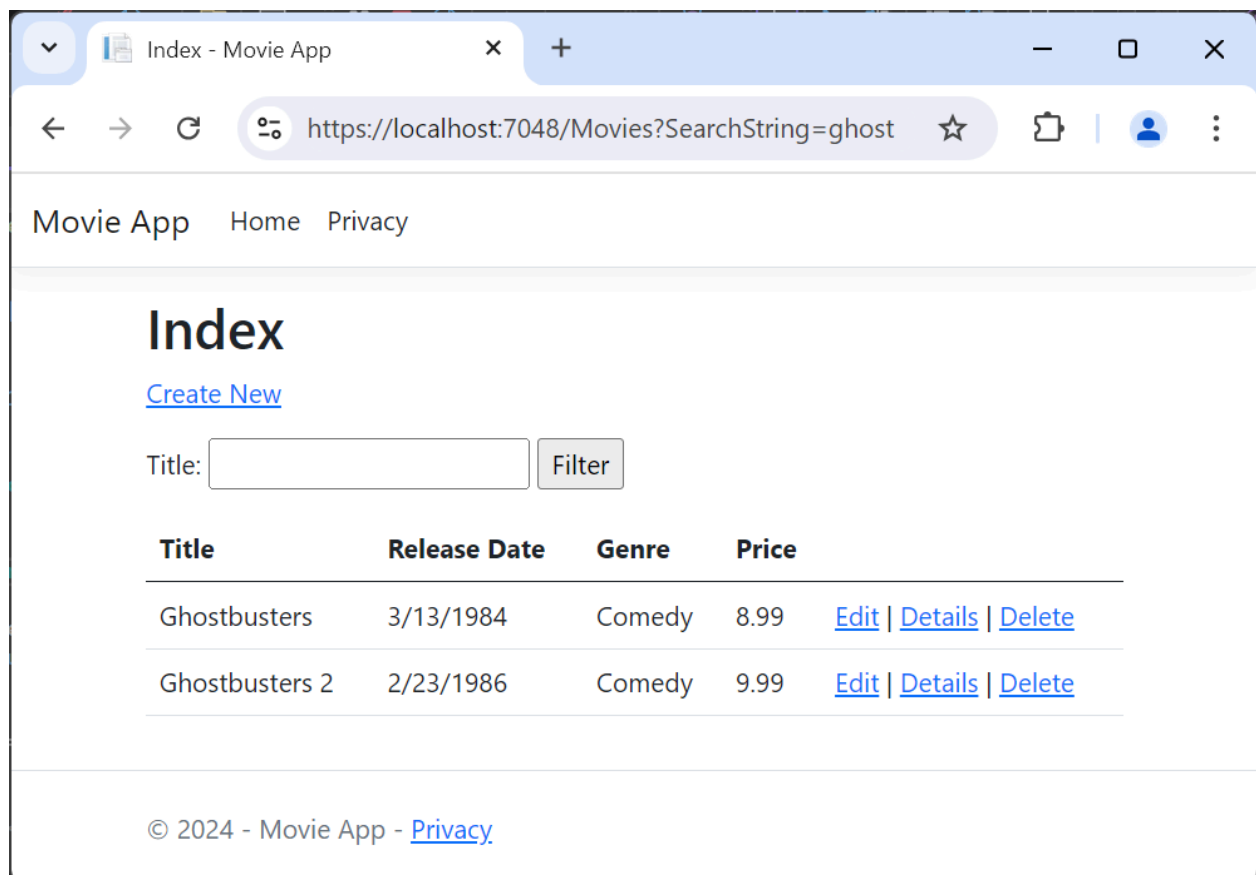 Index - Movie App
https://localhost:7048/Movies?SearchString=ghost
Movie App Home Privacy
Index
Create New
Title: Filter
Title Release Date Genre Price
Ghostbusters 3/13/1984 Comedy 8.99 Edit | Details | Delete
Ghostbusters 2 2/23/1986 Comedy 9.99 Edit | Details | Delete
© 2024 - Movie App - Privacy